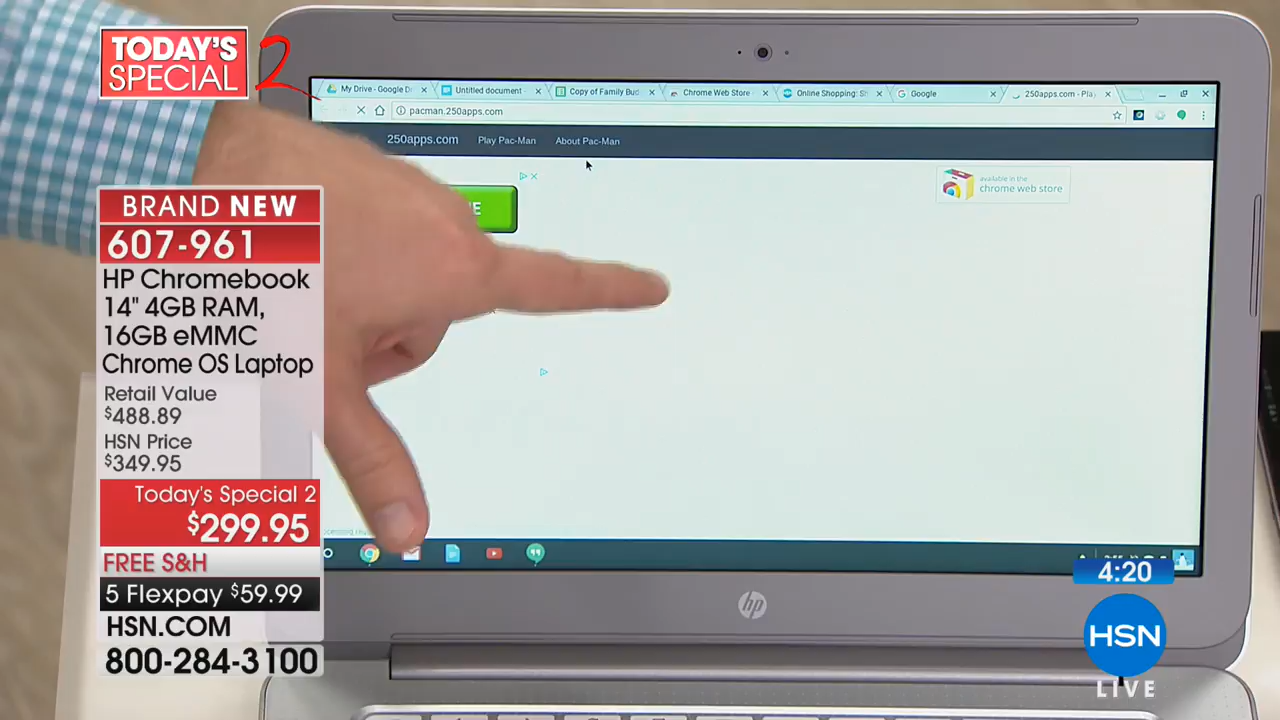 TODAY'S
SPECIAL 2
BRAND NEW
607-961
HP Chromebook
14" 4GB RAM,
16GB eMMC
Chrome OS Laptop
Retail Value
$488.89
HSN Price
$349.95
Today's Special 2
$299.95
FREE S&H
5 Flexpay $59.99
HSN.COM
800-284-3100
My Drive - Google Dr
Untitled document -
Copy of Family Bud
Chrome Web Store -
Online Shopping: Sh
Google
250apps.com - Play
pacman.250apps.com
250apps.com
Play Pac-Man
About Pac-Man
available in the
chrome web store
hp
4:20
HSN
LIVE